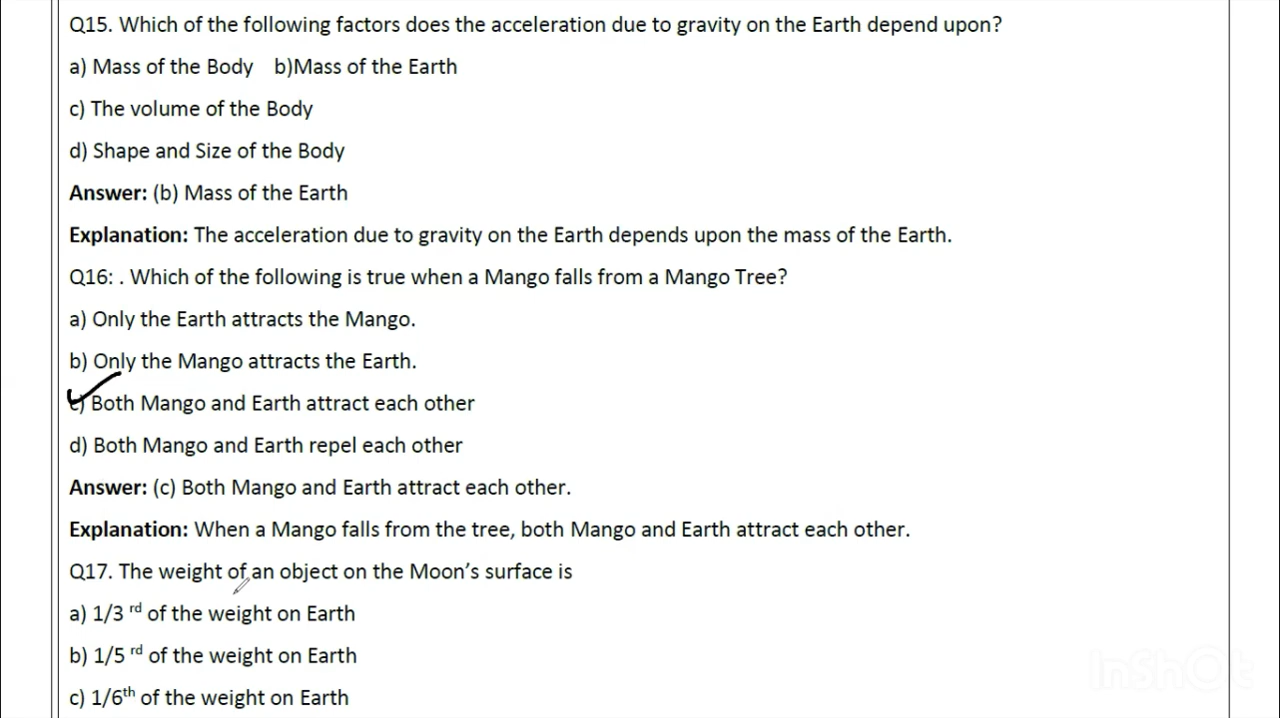 Q15. Which of the following factors does the acceleration due to gravity on the Earth depend upon?
a) Mass of the Body b)Mass of the Earth
c) The volume of the Body
d) Shape and Size of the Body
Answer: (b) Mass of the Earth
Explanation: The acceleration due to gravity on the Earth depends upon the mass of the Earth.
Q16: . Which of the following is true when a Mango falls from a Mango Tree?
a) Only the Earth attracts the Mango.
b) Only the Mango attracts the Earth.
c) Both Mango and Earth attract each other
d) Both Mango and Earth repel each other
Answer: (c) Both Mango and Earth attract each other.
Explanation: When a Mango falls from the tree, both Mango and Earth attract each other.
Q17. The weight of an object on the Moon’s surface is
a) 1/3 rd of the weight on Earth
b) 1/5 rd of the weight on Earth
c) 1/6th of the weight on Earth
InShOt